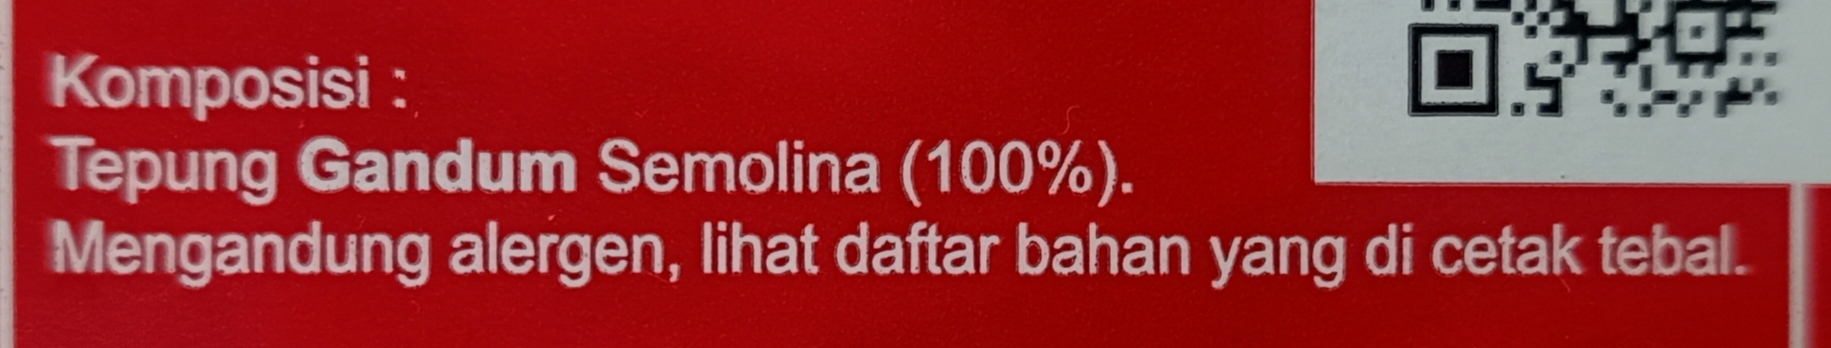 Komposisi :
Tepung Gandum Semolina (100%).
Mengandung alergen, lihat daftar bahan yang di cetak tebal.